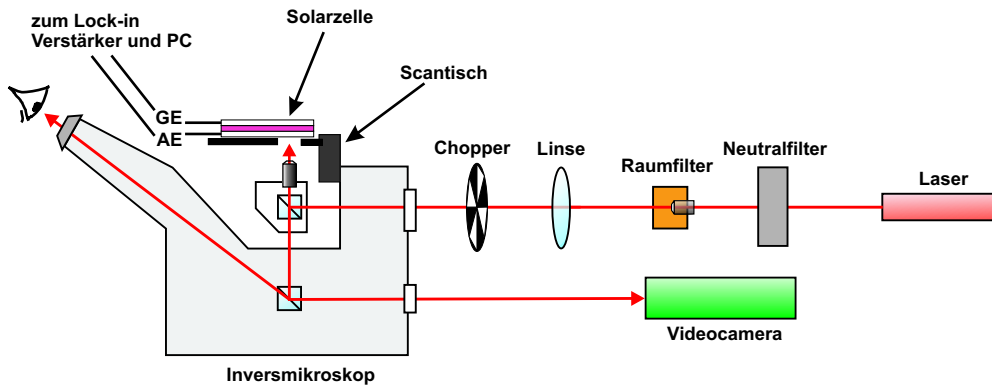 zum Lock-in
Verstärker und PC
Solarzelle
Scantisch
GE
AE
Chopper
Linse
Raumfilter
Neutralfilter
Laser
Videocamera
Inversmikroskop